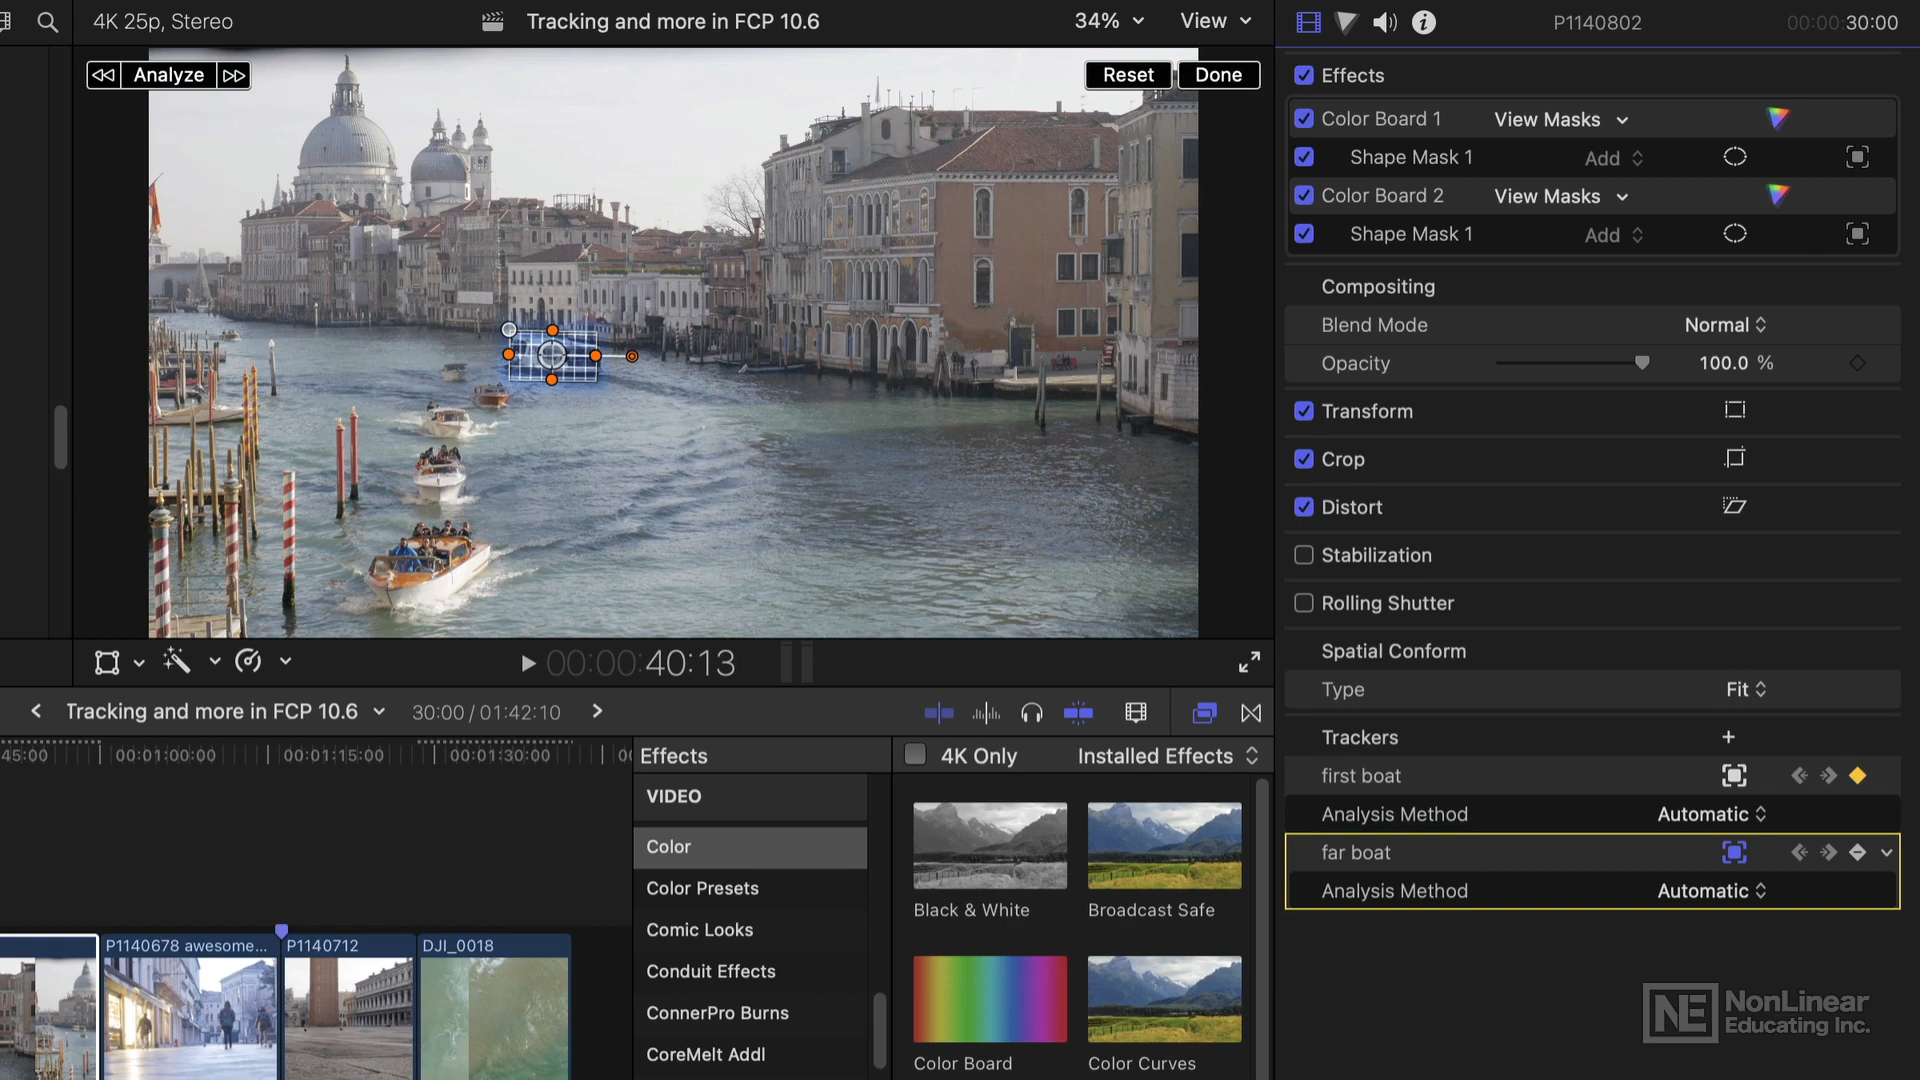 4K 25p, Stereo
Tracking and more in FCP 10.6
34%
View
P1140802
00:00:30:00
Analyze
Reset
Done
Effects
Color Board 1
View Masks
Shape Mask 1
Add
Color Board 2
View Masks
Shape Mask 1
Add
Compositing
Blend Mode
Normal
Opacity
100.0 %
Transform
Crop
Distort
Stabilization
Rolling Shutter
Spatial Conform
Type
Fit
Trackers
+
first boat
Analysis Method
Automatic
far boat
Analysis Method
Automatic
00:00:40:13
Tracking and more in FCP 10.6
30:00 / 01:42:10
45:00
00:01:00:00
00:01:15:00
00:01:30:00
Effects
4K Only
Installed Effects
VIDEO
Color
Color Presets
Comic Looks
Conduit Effects
ConnerPro Burns
CoreMelt Addl
Black & White
Broadcast Safe
Color Board
Color Curves
P1140678 awesome...
P1140712
DJI_0018
NE NonLinear
Educating Inc.